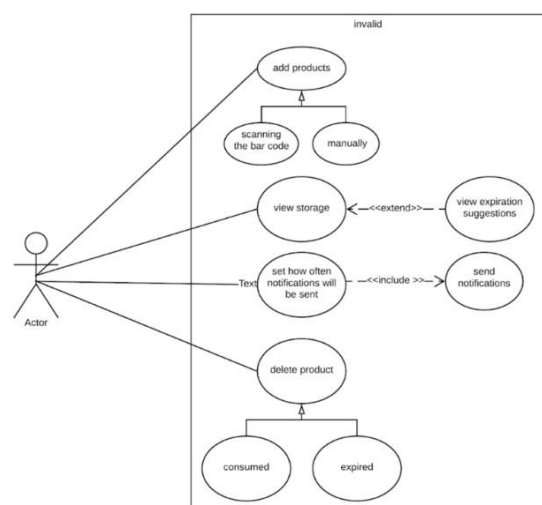 invalid
add products
scanning
the bar code
manually
view storage
<<extend>>
view expiration
suggestions
Text
set how often
notifications will
be sent
<<include >>
send
notifications
Actor
delete product
consumed
expired